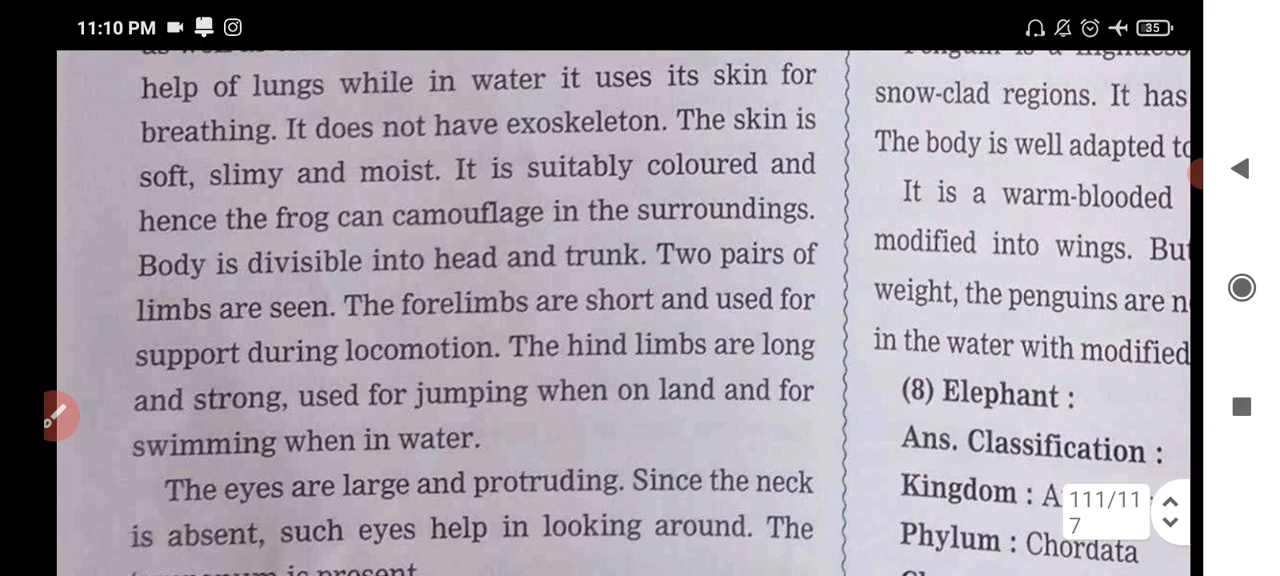 11:10 PM
35
help of lungs while in water it uses its skin for
breathing. It does not have exoskeleton. The skin is
soft, slimy and moist. It is suitably coloured and
hence the frog can camouflage in the surroundings.
Body is divisible into head and trunk. Two pairs of
limbs are seen. The forelimbs are short and used for
support during locomotion. The hind limbs are long
and strong, used for jumping when on land and for
swimming when in water.
The eyes are large and protruding. Since the neck
is absent, such eyes help in looking around. The
is present
snow-clad regions. It has
The body is well adapted to
It is a warm-blooded
modified into wings. But
weight, the penguins are
in the water with modified
(8) Elephant :
Ans. Classification :
Kingdom : A
Phylum : Chordata
111/11
7